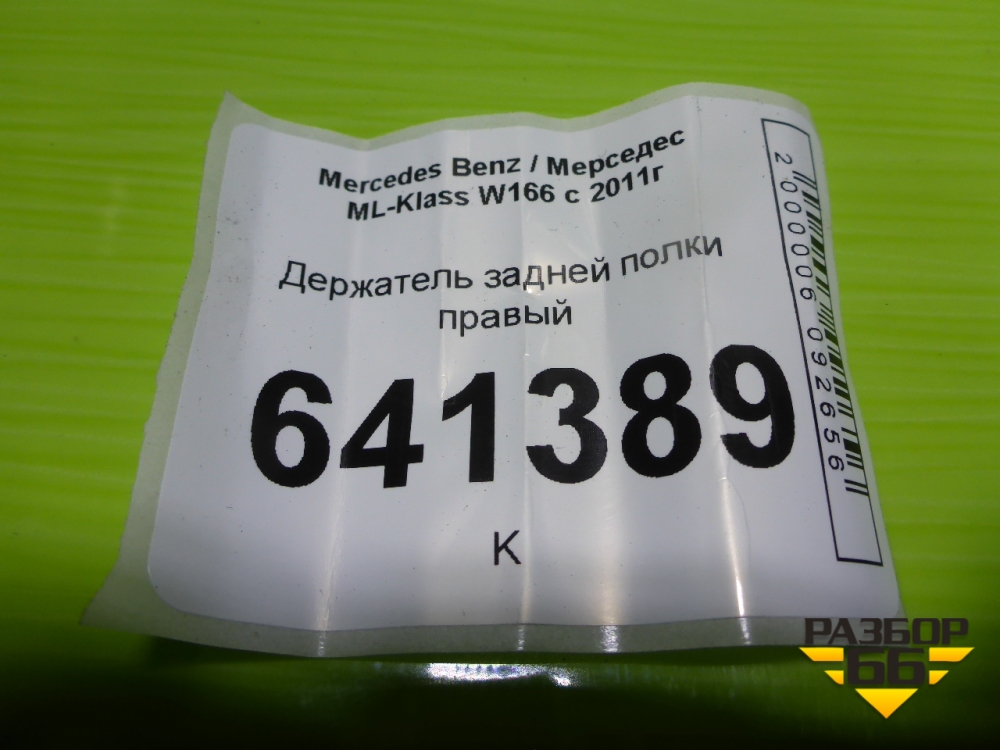 Mercedes Benz / Мерседес
ML-Klass W166 с 2011г
Держатель задней полки
правый
641389
К
2000006092656
РАЗБОР
66